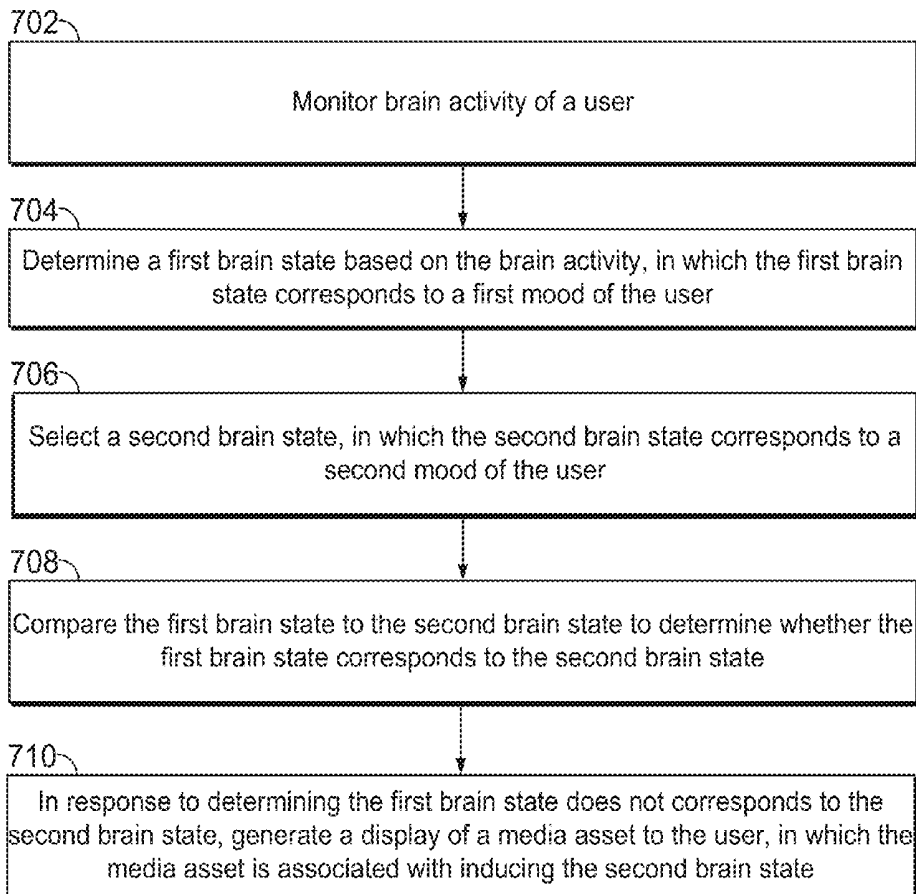 702
Monitor brain activity of a user
704
Determine a first brain state based on the brain activity, in which the first brain
state corresponds to a first mood of the user
706
Select a second brain state, in which the second brain state corresponds to a
second mood of the user
708
Compare the first brain state to the second brain state to determine whether the
first brain state corresponds to the second brain state
710
In response to determining the first brain state does not corresponds to the
second brain state, generate a display of a media asset to the user, in which the
media asset is associated with inducing the second brain state